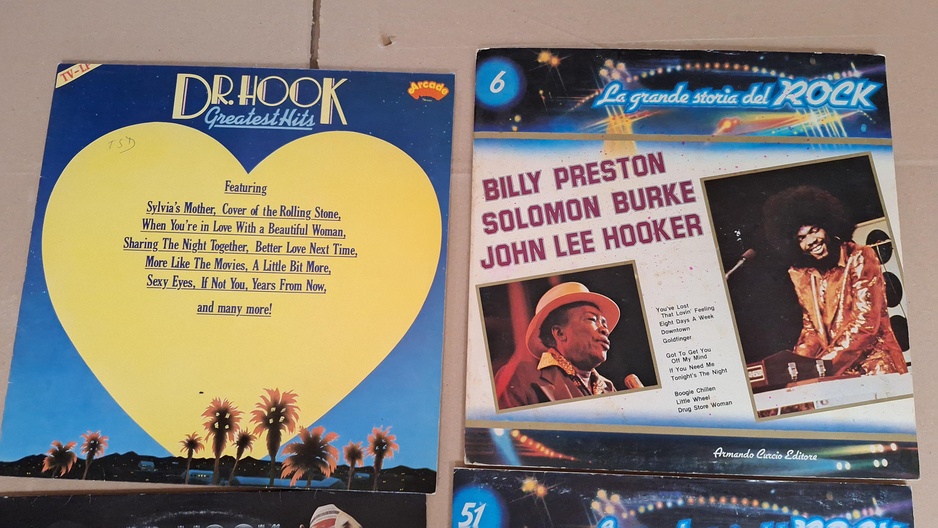 TV-LP
DR. HOOK
Greatest Hits
Arcade
Featuring
Sylvia's Mother, Cover of the Rolling Stone,
When You're in Love With a Beautiful Woman,
Sharing The Night Together, Better Love Next Time,
More Like The Movies, A Little Bit More,
Sexy Eyes, If Not You, Years From Now,
and many more!
6
La grande storia del ROCK
BILLY PRESTON
SOLOMON BURKE
JOHN LEE HOOKER
You've Lost
That Lovin' Feeling
Eight Days A Week
Downtown
Goldfinger
Got To Get You
Off My Mind
If You Need Me
Tonight's The Night
Boogie Chillen
Little Wheel
Drug Store Woman
Armando Curcio Editore
51